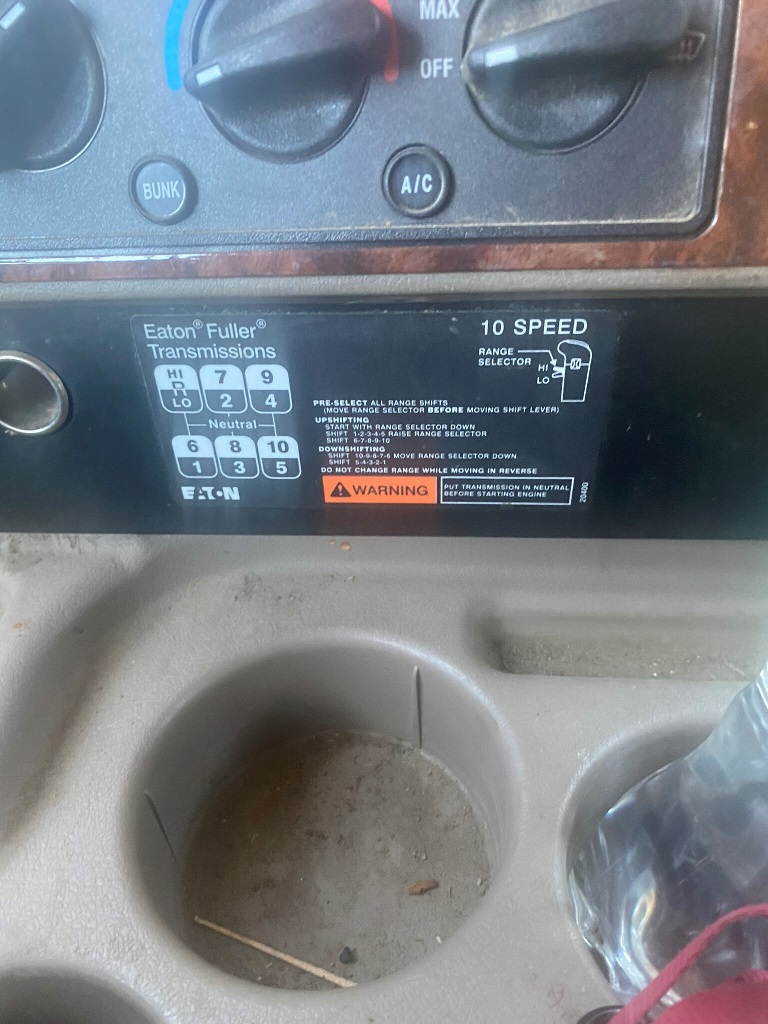 MAX
OFF
BUNK
A/C
Eaton® Fuller®
Transmissions
10 SPEED
RANGE
SELECTOR
HI
LO
HI
R
LO
7
2
9
4
Neutral
6
1
8
3
10
5
EATON
PRE-SELECT ALL RANGE SHIFTS
(MOVE RANGE SELECTOR BEFORE MOVING SHIFT LEVER)
UPSHIFTING
START WITH RANGE SELECTOR DOWN
SHIFT 1-2-3-4-5 RAISE RANGE SELECTOR
SHIFT 6-7-8-9-10
DOWNSHIFTING
SHIFT 10-9-8-7-6 MOVE RANGE SELECTOR DOWN
SHIFT 5-4-3-2-1
DO NOT CHANGE RANGE WHILE MOVING IN REVERSE
WARNING
PUT TRANSMISSION IN NEUTRAL
BEFORE STARTING ENGINE
20400